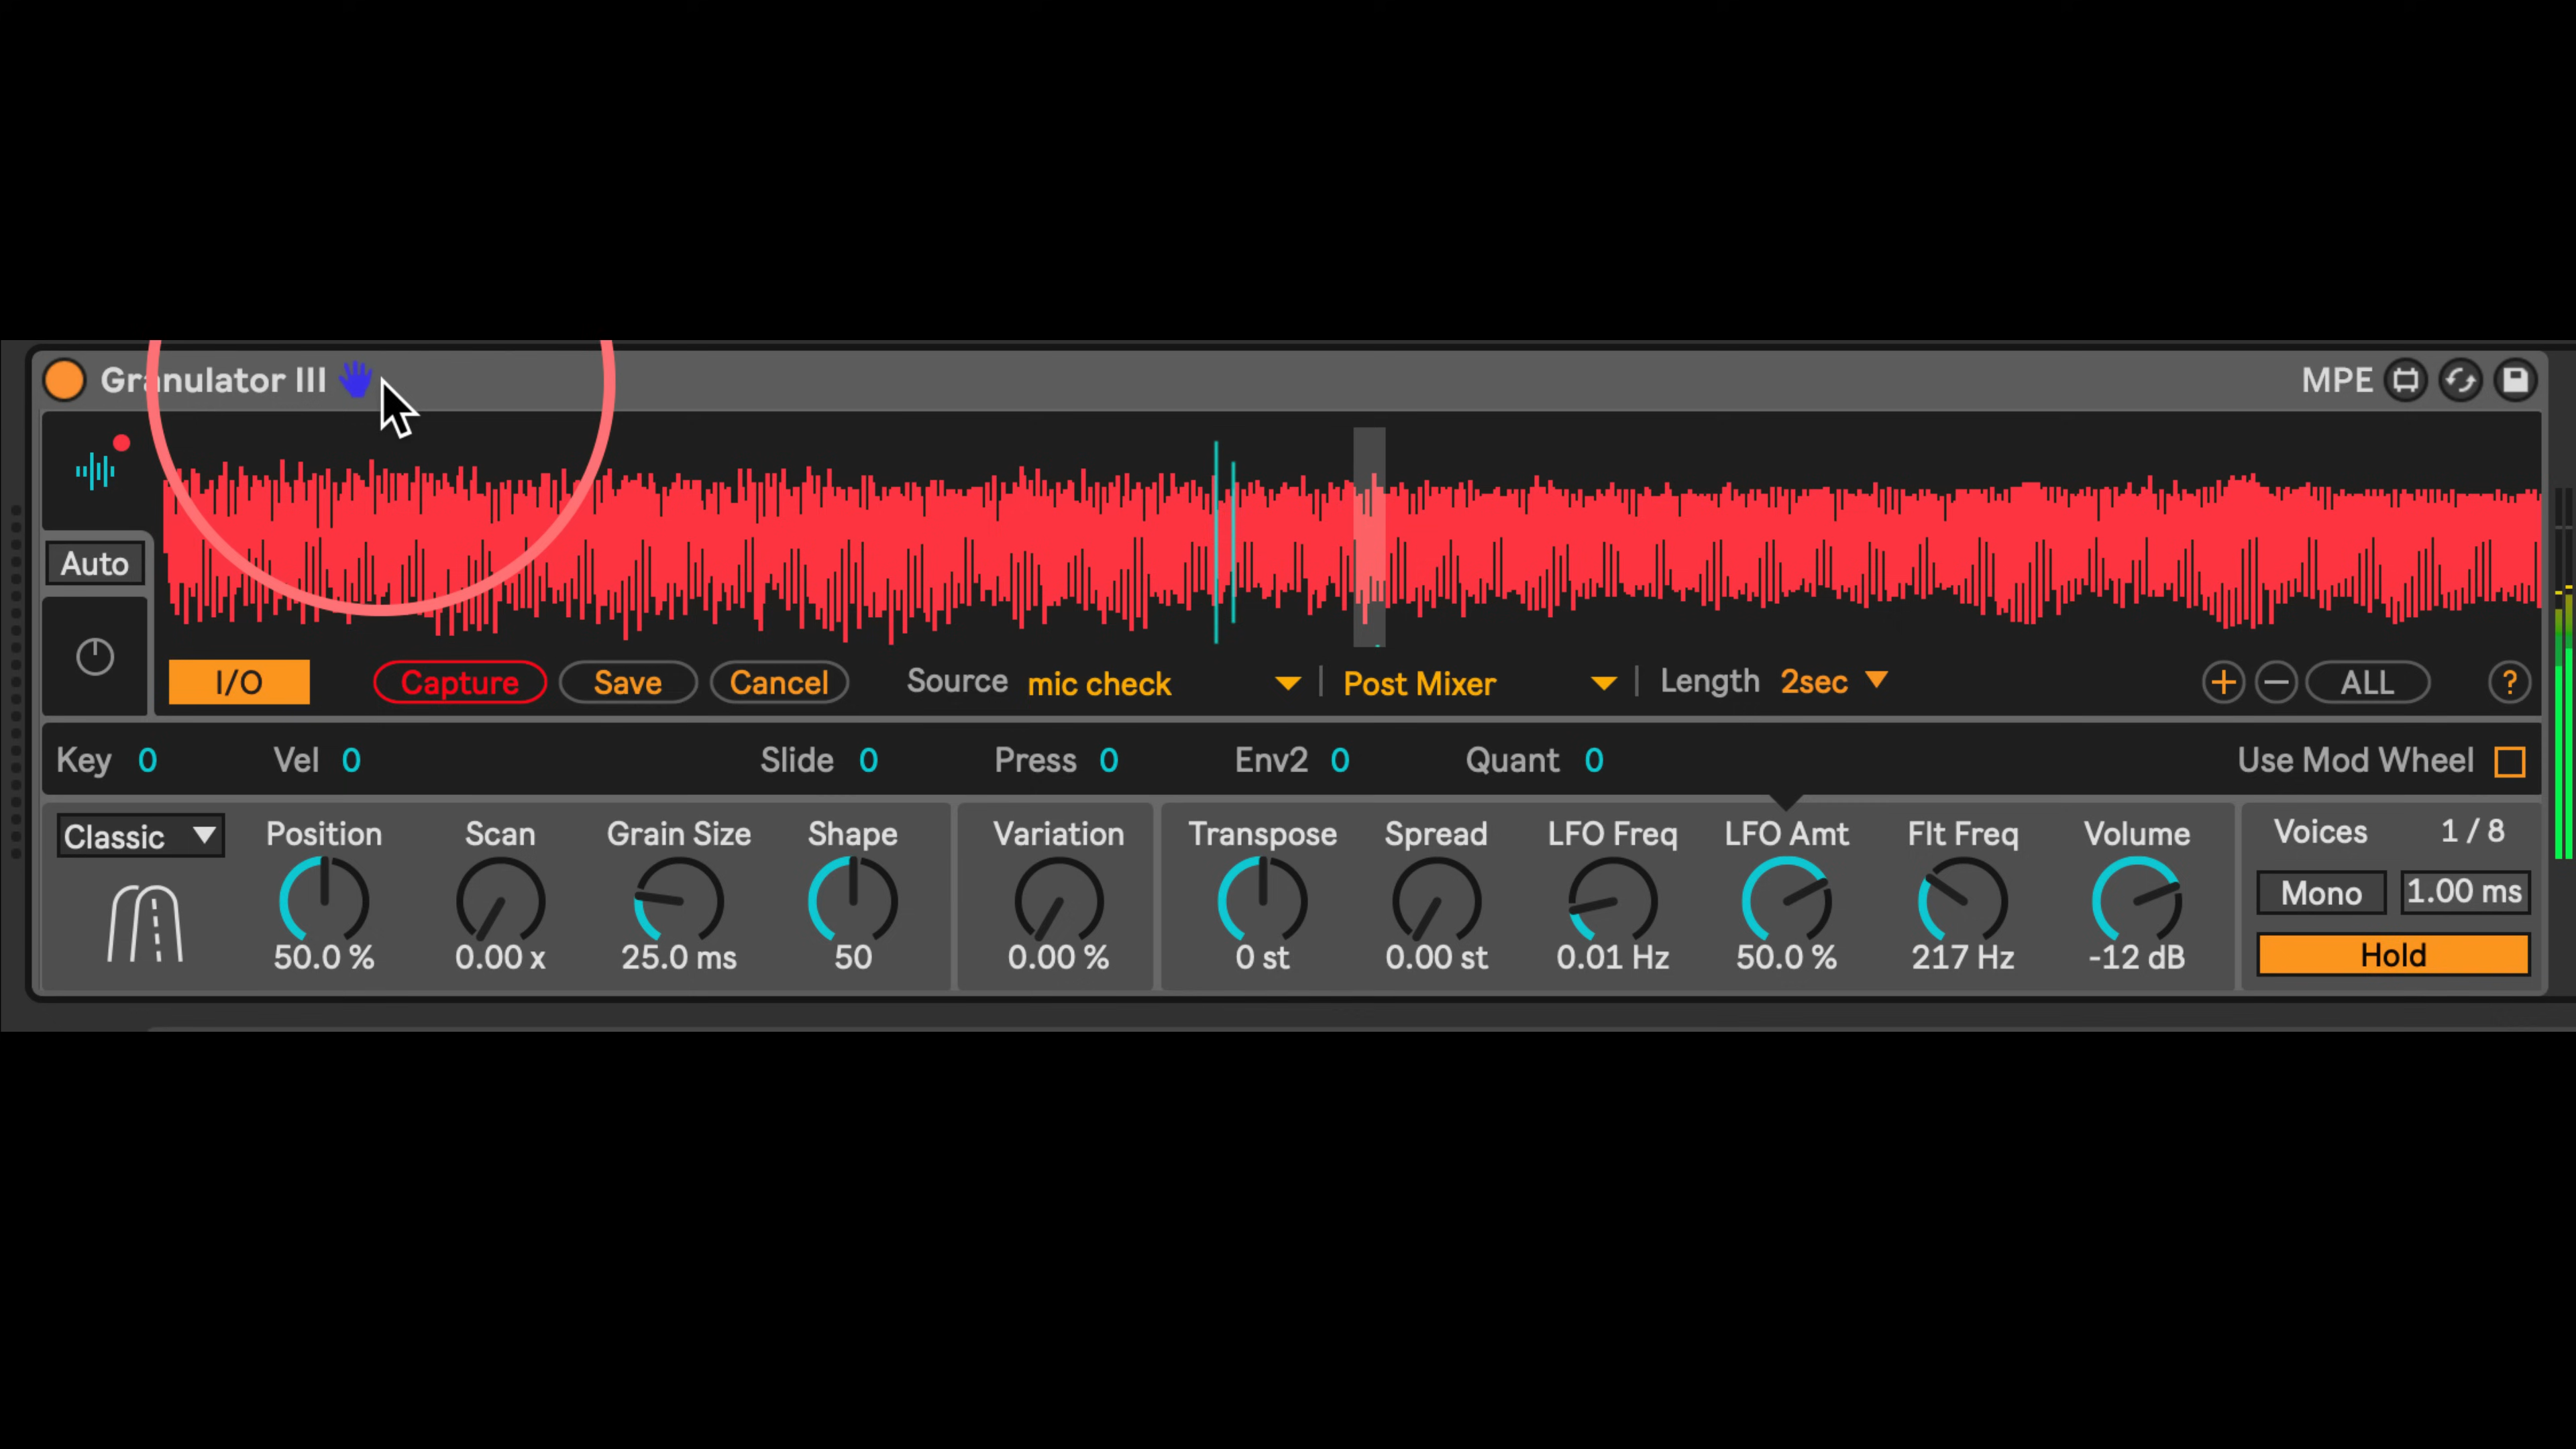 Granulator III
MPE
Auto
I/O Capture Save Cancel Source mic check | Post Mixer | Length 2sec + − ALL ?
Key 0 Vel 0 Slide 0 Press 0 Env2 0 Quant 0 Use Mod Wheel
Classic Position Scan Grain Size Shape Variation Transpose Spread LFO Freq LFO Amt Flt Freq Volume Voices 1 / 8
Mono 1.00 ms
50.0 % 0.00 x 25.0 ms 50 0.00 % 0 st 0.00 st 0.01 Hz 50.0 % 217 Hz -12 dB Hold